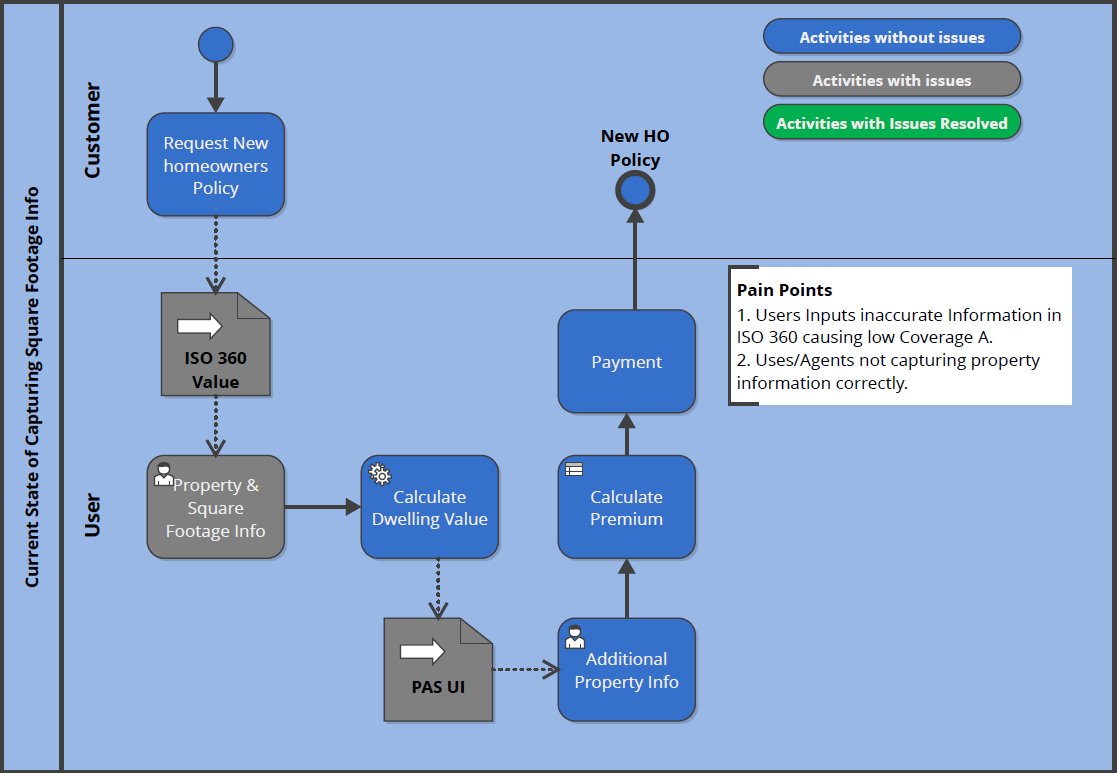 Current State of Capturing Square Footage Info
Customer
Request New
homeowners
Policy
New HO
Policy
Activities without issues
Activities with issues
Activities with Issues Resolved
User
ISO 360
Value
Property &
Square
Footage Info
Calculate
Dwelling Value
PAS UI
Additional
Property Info
Calculate
Premium
Payment
Pain Points
1. Users Inputs inaccurate Information in
ISO 360 causing low Coverage A.
2. Uses/Agents not capturing property
information correctly.